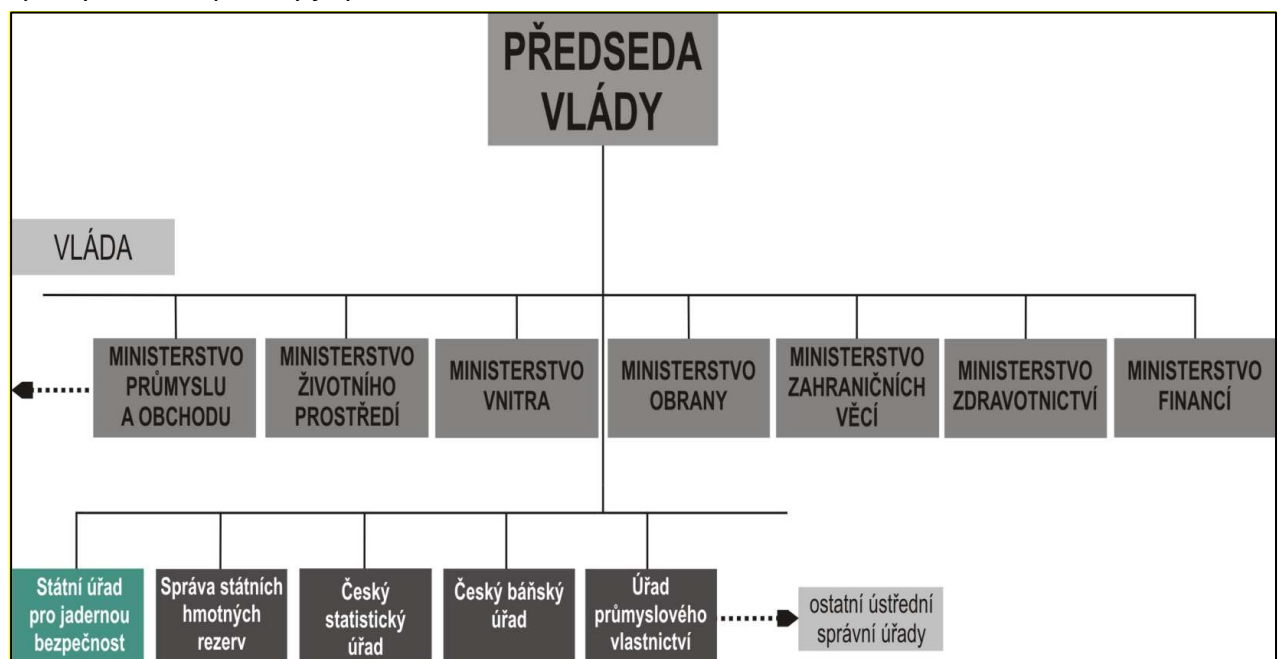 PŘEDSEDA
VLÁDY
VLÁDA
MINISTERSTVO
PRŮMYSLU
A OBCHODU
MINISTERSTVO
ŽIVOTNÍHO
PROSTŘEDÍ
MINISTERSTVO
VNITRA
MINISTERSTVO
OBRANY
MINISTERSTVO
ZAHRANIČNÍCH
VĚCÍ
MINISTERSTVO
ZDRAVOTNICTVÍ
MINISTERSTVO
FINANCÍ
Státní úřad
pro jadernou
bezpečnost
Správa státních
hmotných
rezerv
Český
statistický
úřad
Český báňský
úřad
Úřad
průmyslového
vlastnictví
ostatní ústřední
správní úřady